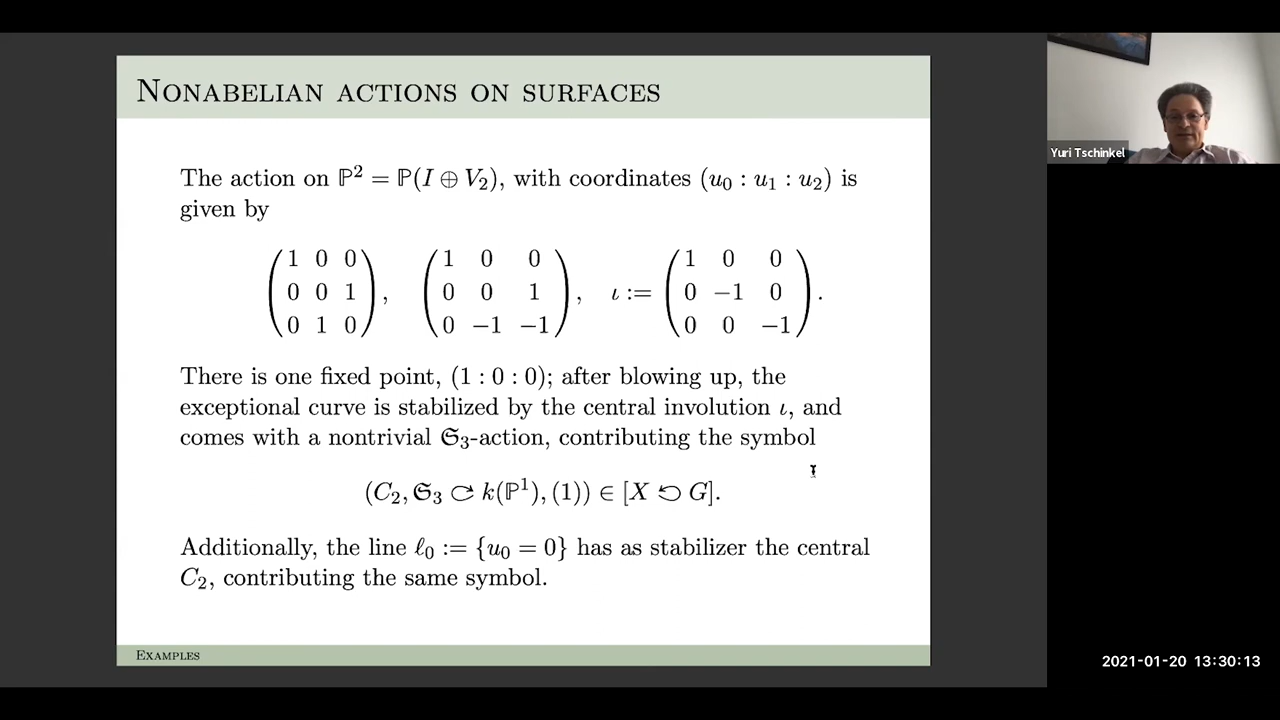 NONABELIAN ACTIONS ON SURFACES
The action on ℙ² = ℙ(I ⊕ V₂), with coordinates (u₀ : u₁ : u₂) is
given by
( 1 0 0 ) , ( 1 0 0 ) , ι := ( 1 0 0 ) .
( 0 0 1 ) ( 0 0 1 ) ( 0 −1 0 )
( 0 1 0 ) ( 0 −1 −1 ) ( 0 0 −1 )
There is one fixed point, (1 : 0 : 0); after blowing up, the
exceptional curve is stabilized by the central involution ι, and
comes with a nontrivial 𝔖₃-action, contributing the symbol
(C₂, 𝔖₃ ⟳ k(ℙ¹), (1)) ∈ [X ⟲ G].
Additionally, the line ℓ₀ := {u₀ = 0} has as stabilizer the central
C₂, contributing the same symbol.
EXAMPLES
Yuri Tschinkel
2021-01-20 13:30:13